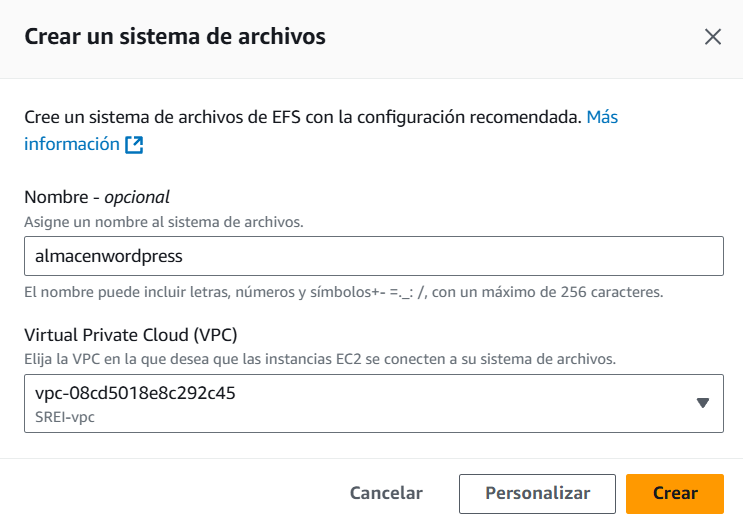 Crear un sistema de archivos
Cree un sistema de archivos de EFS con la configuración recomendada. Más
información
Nombre - opcional
Asigne un nombre al sistema de archivos.
almacenwordpress
El nombre puede incluir letras, números y símbolos+- =._: /, con un máximo de 256 caracteres.
Virtual Private Cloud (VPC)
Elija la VPC en la que desea que las instancias EC2 se conecten a su sistema de archivos.
vpc-08cd5018e8c292c45
SREI-vpc
Cancelar Personalizar Crear